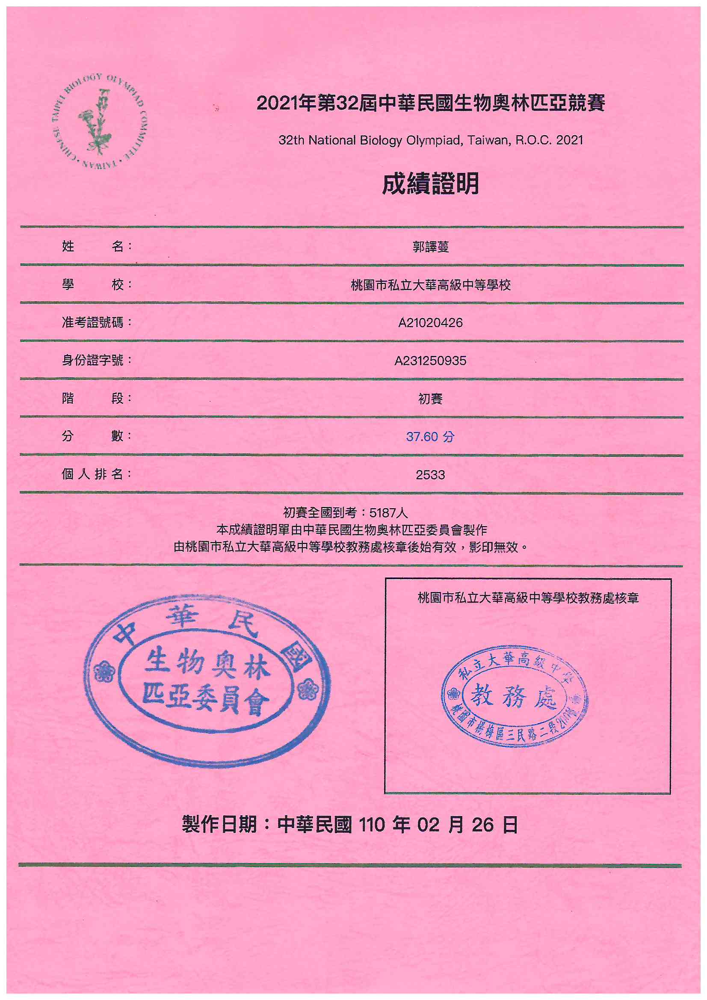 CHINESE TAIPEI BIOLOGY OLYMPIAD COMMITTEE · TAIWAN ·
2021年第32屆中華民國生物奧林匹亞競賽
32th National Biology Olympiad, Taiwan, R.O.C. 2021
成績證明
姓名： 郭譯蔓
學校： 桃園市私立大華高級中等學校
准考證號碼： A21020426
身份證字號： A231250935
階段： 初賽
分數： 37.60 分
個人排名： 2533
初賽全國到考：5187人
本成績證明單由中華民國生物奧林匹亞委員會製作
由桃園市私立大華高級中等學校教務處核章後始有效，影印無效。
中華民國
生物奧林
匹亞委員會
桃園市私立大華高級中等學校教務處核章
私立大華高級中學
教務處
桃園市楊梅區三民路二段200號
製作日期：中華民國 110 年 02 月 26 日